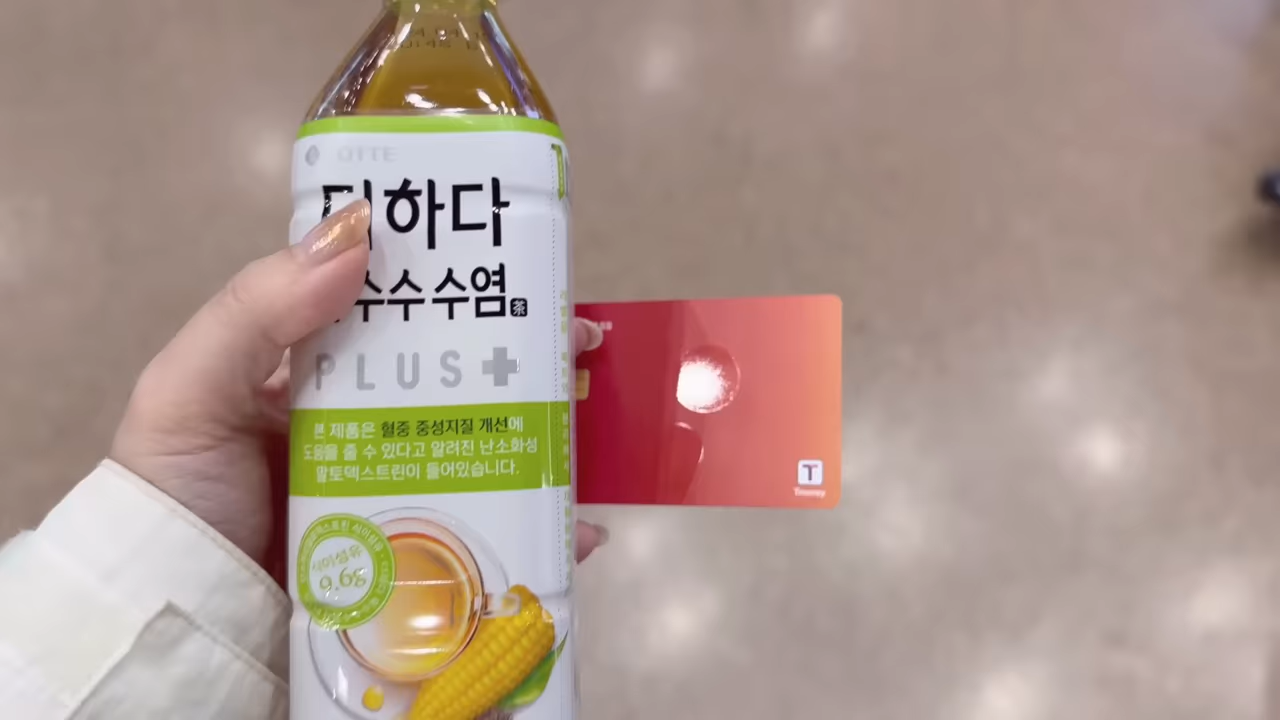 LOTTE
하다
수수 수염 茶
PLUS+
본 제품은 혈중 중성지질 개선에
도움을 줄 수 있다고 알려진 난소화성
말토덱스트린이 들어있습니다.
식이섬유
6.6g
T
Tmoney